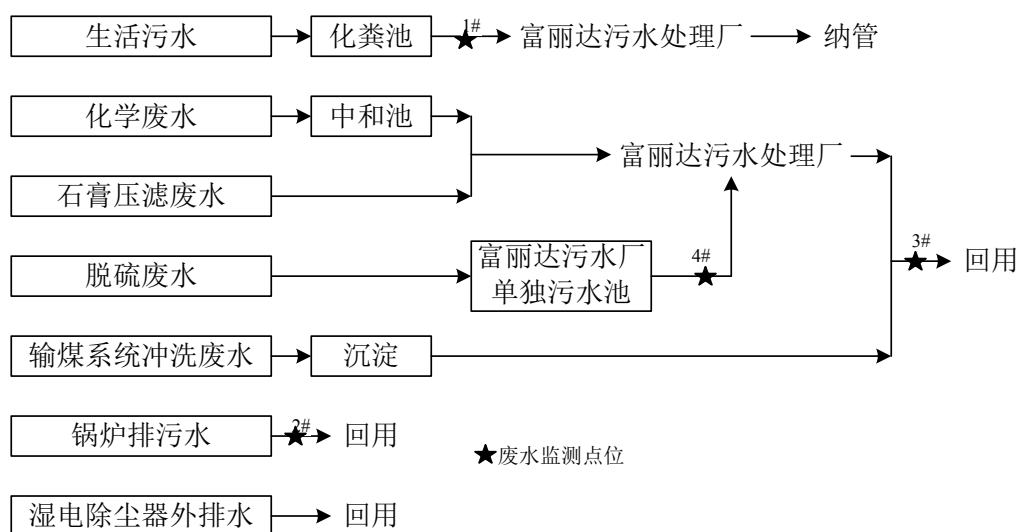 生活污水
化粪池
1#
富丽达污水处理厂
纳管
化学废水
中和池
富丽达污水处理厂
石膏压滤废水
脱硫废水
富丽达污水厂
单独污水池
4#
3#
回用
输煤系统冲洗废水
沉淀
锅炉排污水
2#
回用
★废水监测点位
湿电除尘器外排水
回用